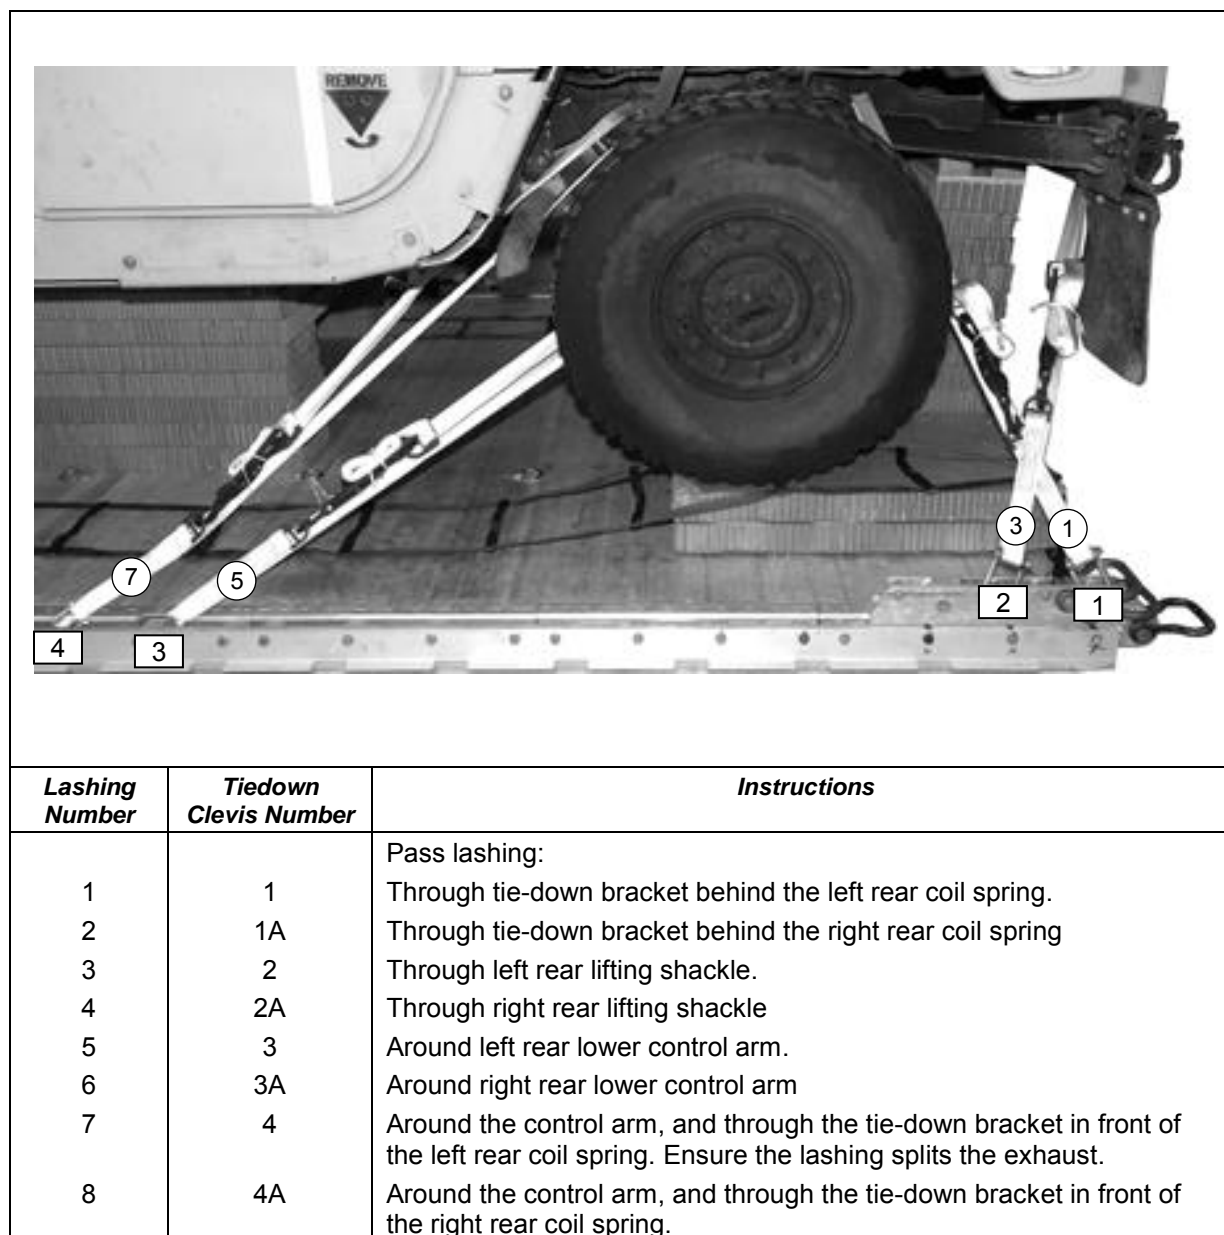 REMOVE
7
5
3
1
4
3
2
1
Lashing Number
Tiedown Clevis Number
Instructions
Pass lashing:
1 1 Through tie-down bracket behind the left rear coil spring.
2 1A Through tie-down bracket behind the right rear coil spring
3 2 Through left rear lifting shackle.
4 2A Through right rear lifting shackle
5 3 Around left rear lower control arm.
6 3A Around right rear lower control arm
7 4 Around the control arm, and through the tie-down bracket in front of
the left rear coil spring. Ensure the lashing splits the exhaust.
8 4A Around the control arm, and through the tie-down bracket in front of
the right rear coil spring.